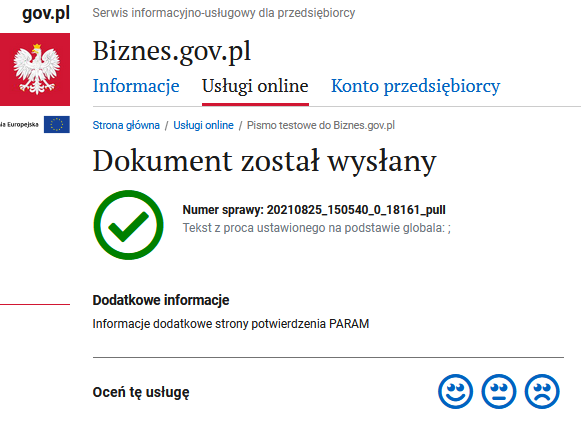 gov.pl
Serwis informacyjno-usługowy dla przedsiębiorcy
Biznes.gov.pl
Informacje Usługi online Konto przedsiębiorcy
Europejska
Strona główna / Usługi online / Pismo testowe do Biznes.gov.pl
Dokument został wysłany
Numer sprawy: 20210825_150540_0_18161_pull
Tekst z proca ustawionego na podstawie globala: ;
Dodatkowe informacje
Informacje dodatkowe strony potwierdzenia PARAM
Oceń tę usługę